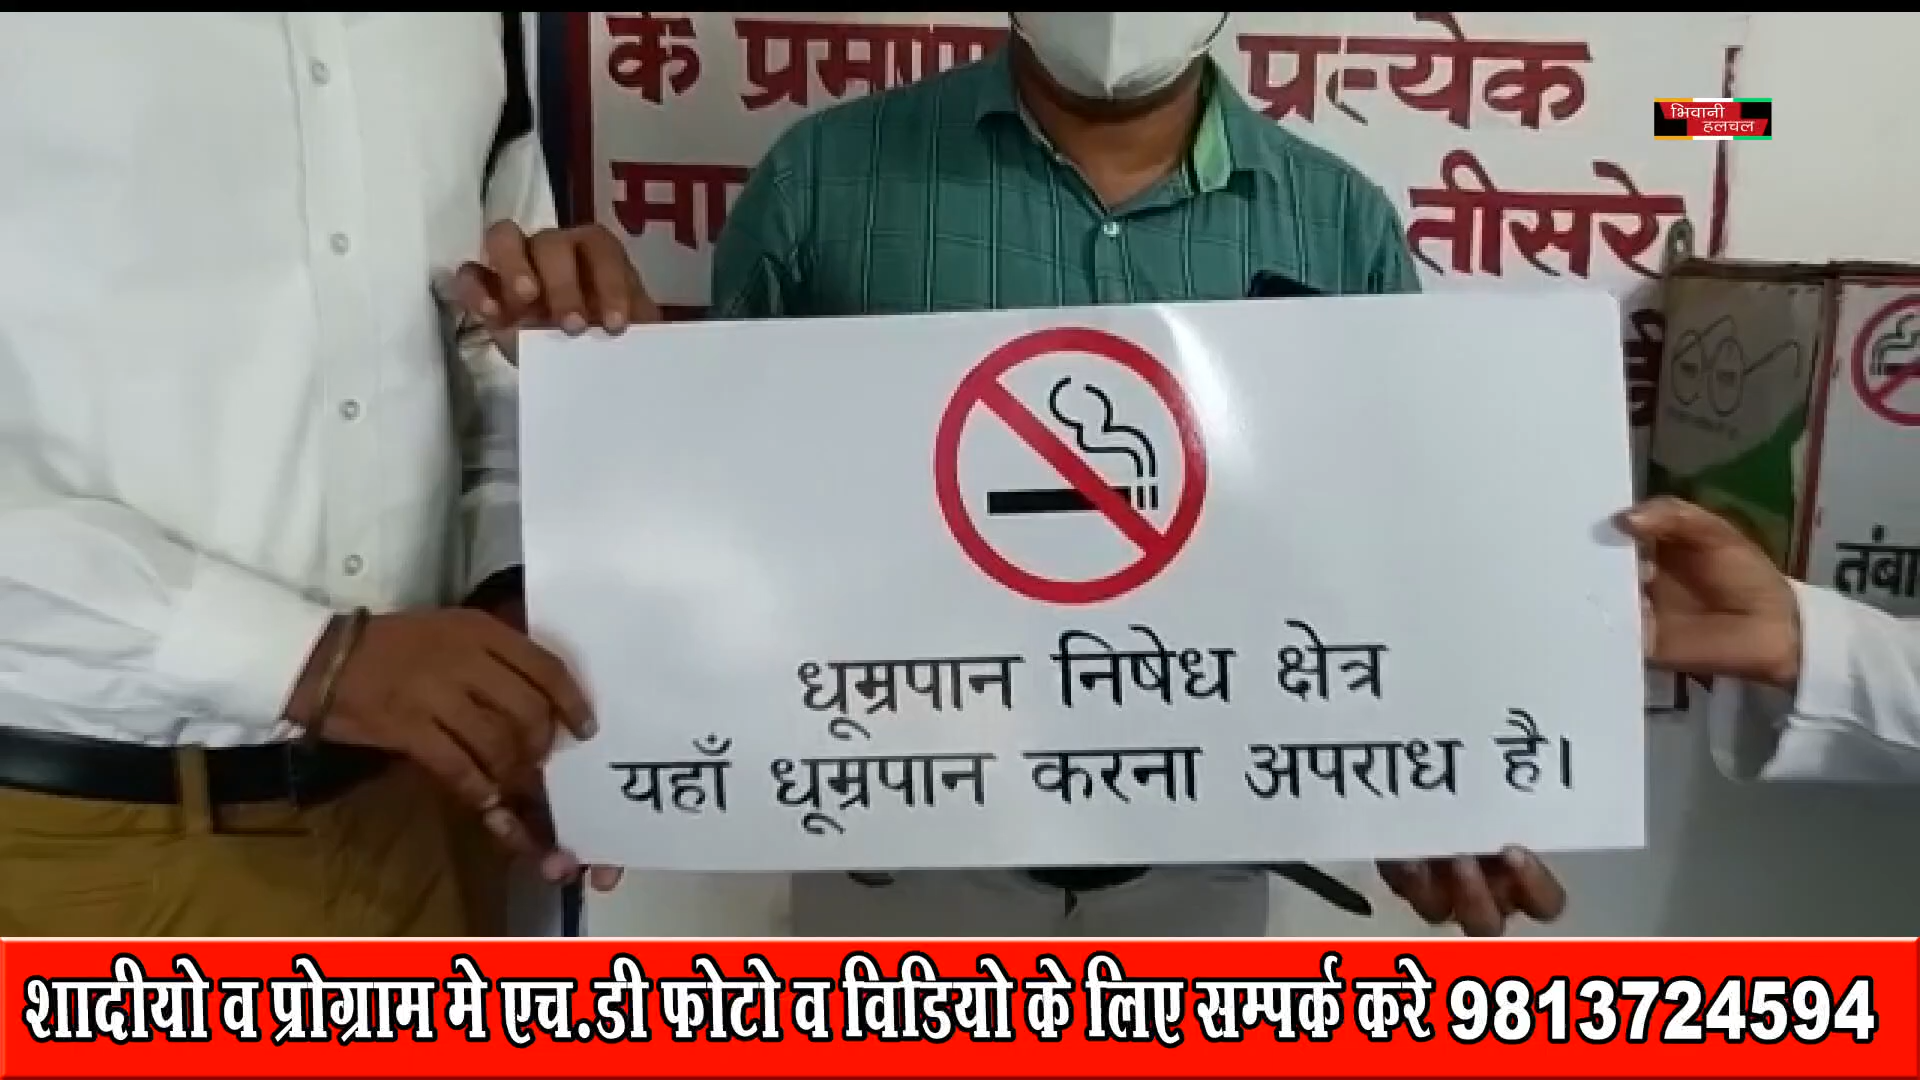 के प्रमाण प्रत्येक
भिवानी
हलचल
तीसरे
धूम्रपान निषेध क्षेत्र
यहाँ धूम्रपान करना अपराध है।
शादीयो व प्रोग्राम मे एच.डी फोटो व विडियो के लिए सम्पर्क करे 9813724594